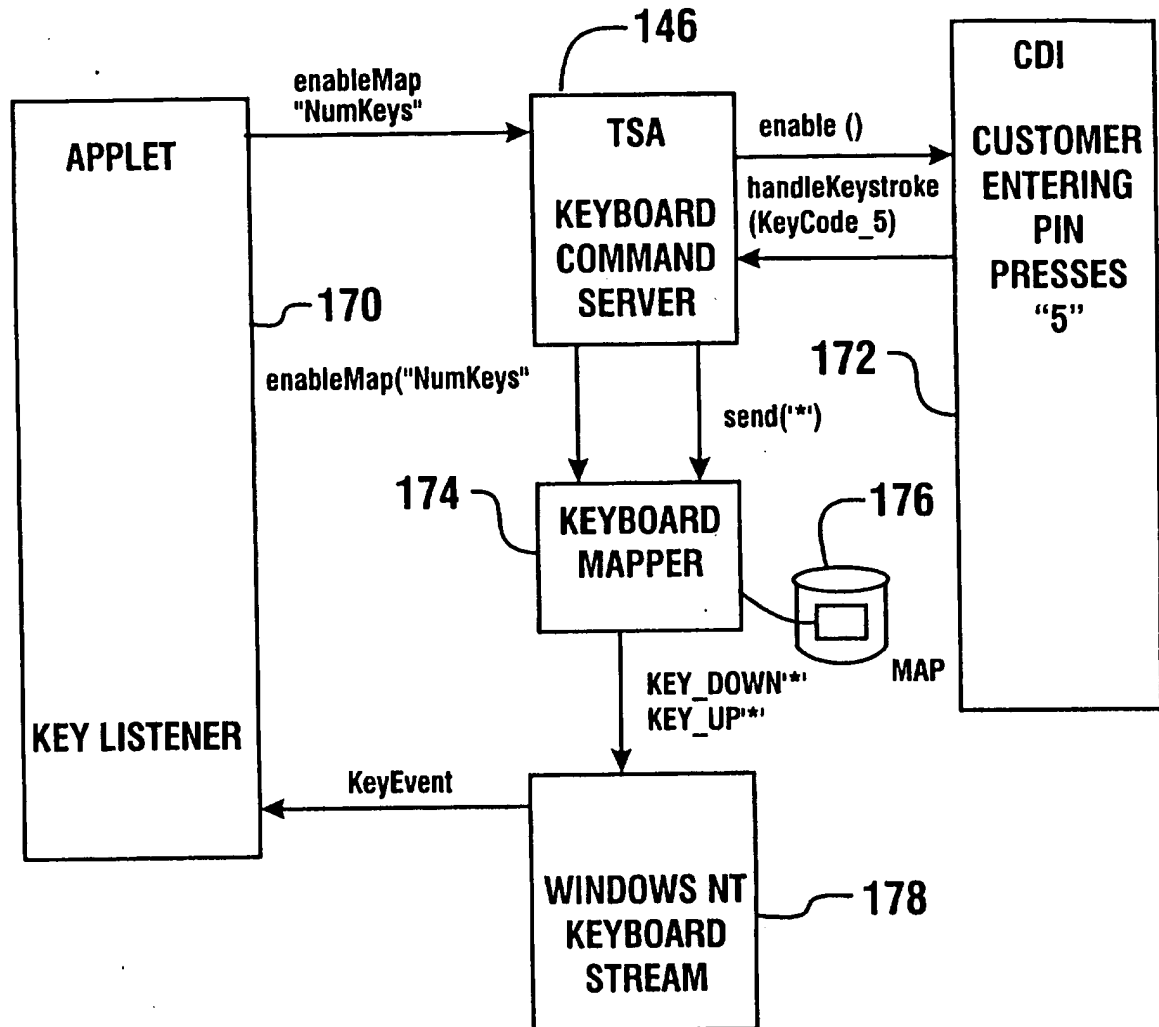 146
enableMap
"NumKeys"
APPLET
TSA
KEYBOARD
COMMAND
SERVER
enable ()
handleKeystroke
(KeyCode_5)
CDI
CUSTOMER
ENTERING
PIN
PRESSES
“5”
170
172
enableMap("NumKeys"
send('*')
174
KEYBOARD
MAPPER
176
MAP
KEY_DOWN'*'
KEY_UP'*'
KEY LISTENER
KeyEvent
WINDOWS NT
KEYBOARD
STREAM
178